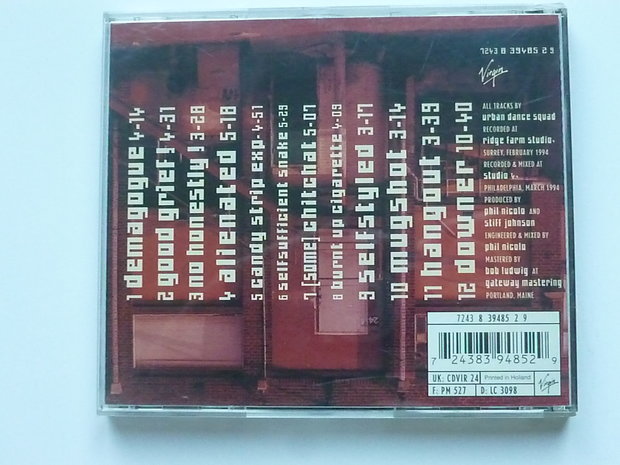 7243 8 39485 2 9
Virgin
1 demagogue 4-14
2 good grief ! 4-31
3 no honestly ! 3-28
4 alienated 5-18
5 candy strip exp. 4-51
6 selfsufficient snake 5-29
7 [some] chitchat 5-07
8 burnt up cigarette 4-09
9 selfstyled 3-17
10 mugshot 3-14
11 hangout 3-39
12 downer 10-40
ALL TRACKS BY
urban dance squad
RECORDED AT
ridge farm studio,
SURREY, FEBRUARY 1994
RECORDED & MIXED AT
studio 4,
PHILADELPHIA, MARCH 1994
PRODUCED BY
phil nicolo AND
stiff johnson
ENGINEERED & MIXED BY
phil nicolo
MASTERED BY
bob ludwig AT
gateway mastering
PORTLAND, MAINE
7243 8 39485 2 9
7 24383 94852 9
UK: CDVIR 24
Printed in Holland
F: PM 527
D: LC 3098
Virgin